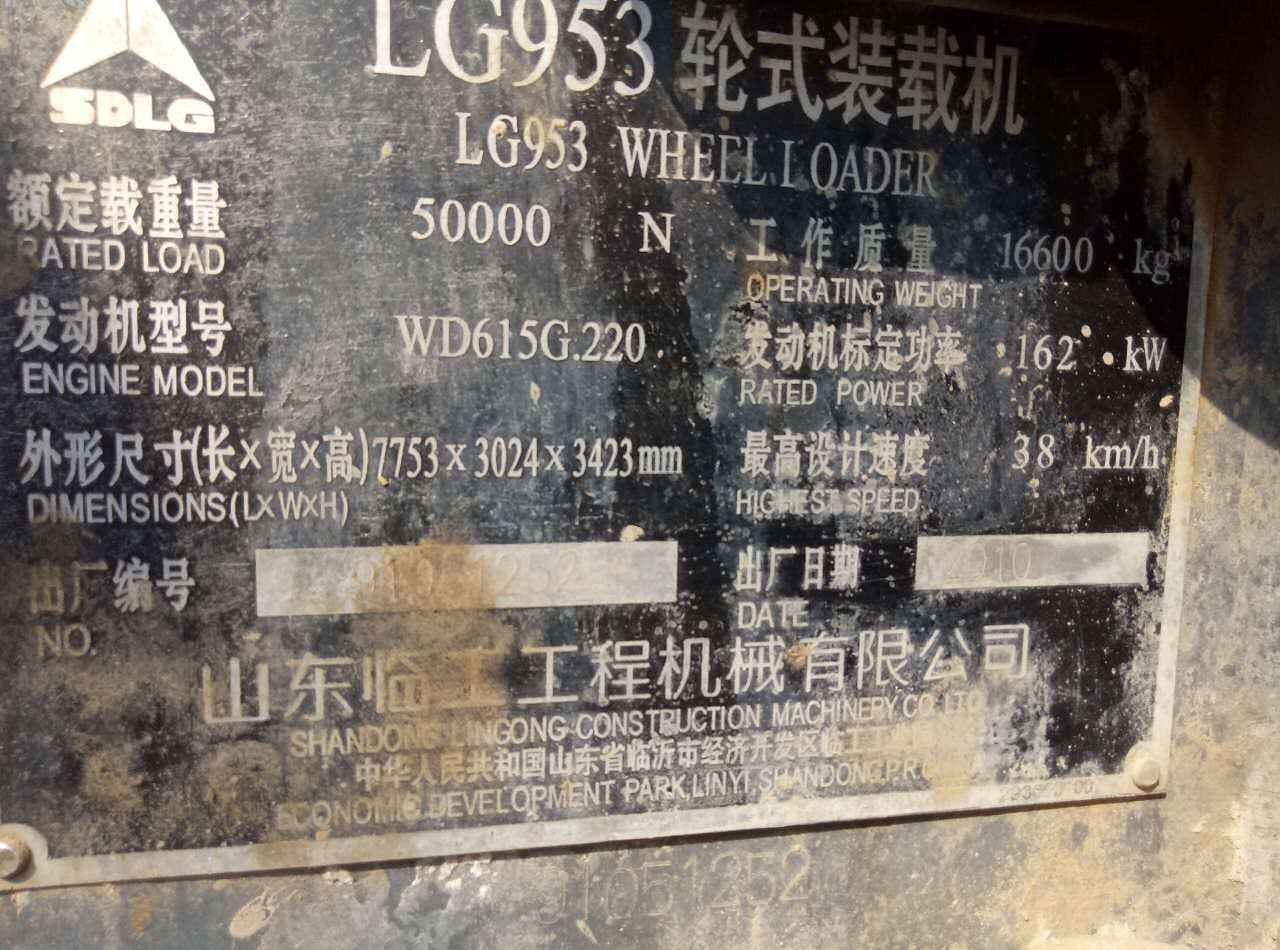 SDLG
LG953 轮式装载机
LG953 WHEEL LOADER
额定载重量 50000 N
RATED LOAD
工作质量 16600 kg
OPERATING WEIGHT
发动机型号 WD615G.220
ENGINE MODEL
发动机标定功率 162 kW
RATED POWER
外形尺寸(长×宽×高)7753×3024×3423mm
DIMENSIONS(L×W×H)
最高设计速度 38 km/h
HIGHEST SPEED
出厂编号
NO.
出厂日期 2010
DATE
山东临工工程机械有限公司
SHANDONG LINGONG CONSTRUCTION MACHINERY CO.LTD
中华人民共和国山东省临沂市经济开发区临工工
ECONOMIC DEVELOPMENT PARK,LINYI,SHANDONG,P.R.
91051252